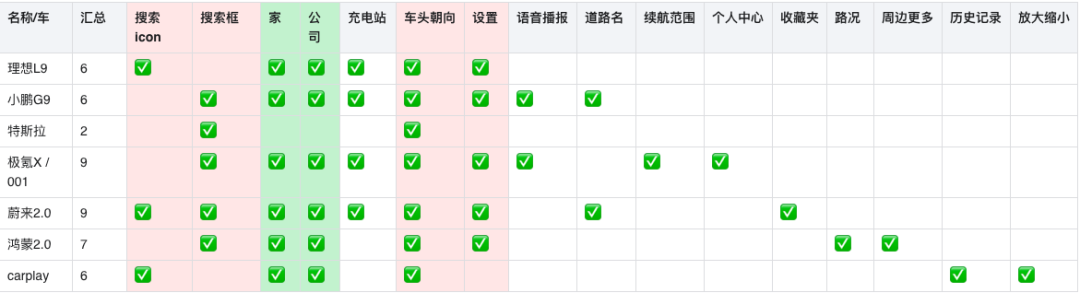 名称/车 汇总 搜索 icon 搜索框 家 公司 充电站 车头朝向 设置 语音播报 道路名 续航范围 个人中心 收藏夹 路况 周边更多 历史记录 放大缩小
理想L9 6 ✅ ✅ ✅ ✅ ✅ ✅
小鹏G9 6 ✅ ✅ ✅ ✅ ✅ ✅ ✅ ✅
特斯拉 2 ✅ ✅
极氪X / 001 9 ✅ ✅ ✅ ✅ ✅ ✅ ✅ ✅ ✅
蔚来2.0 9 ✅ ✅ ✅ ✅ ✅ ✅ ✅ ✅ ✅
鸿蒙2.0 7 ✅ ✅ ✅ ✅ ✅ ✅ ✅
carplay 6 ✅ ✅ ✅ ✅ ✅ ✅